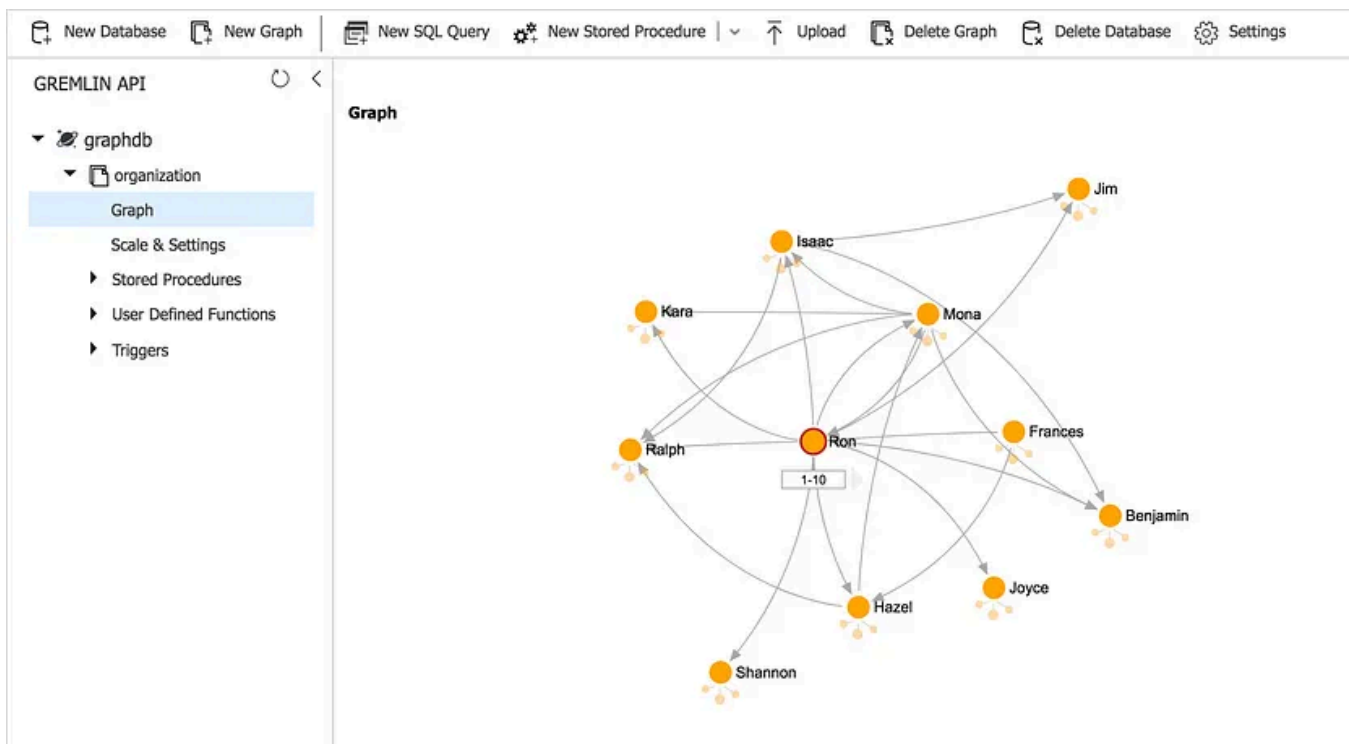 New Database New Graph New SQL Query New Stored Procedure Upload Delete Graph Delete Database Settings
GREMLIN API
graphdb
organization
Graph
Scale & Settings
Stored Procedures
User Defined Functions
Triggers
Graph
Jim
Isaac
Kara
Mona
Frances
Ron
Ralph
1-10
Benjamin
Joyce
Hazel
Shannon